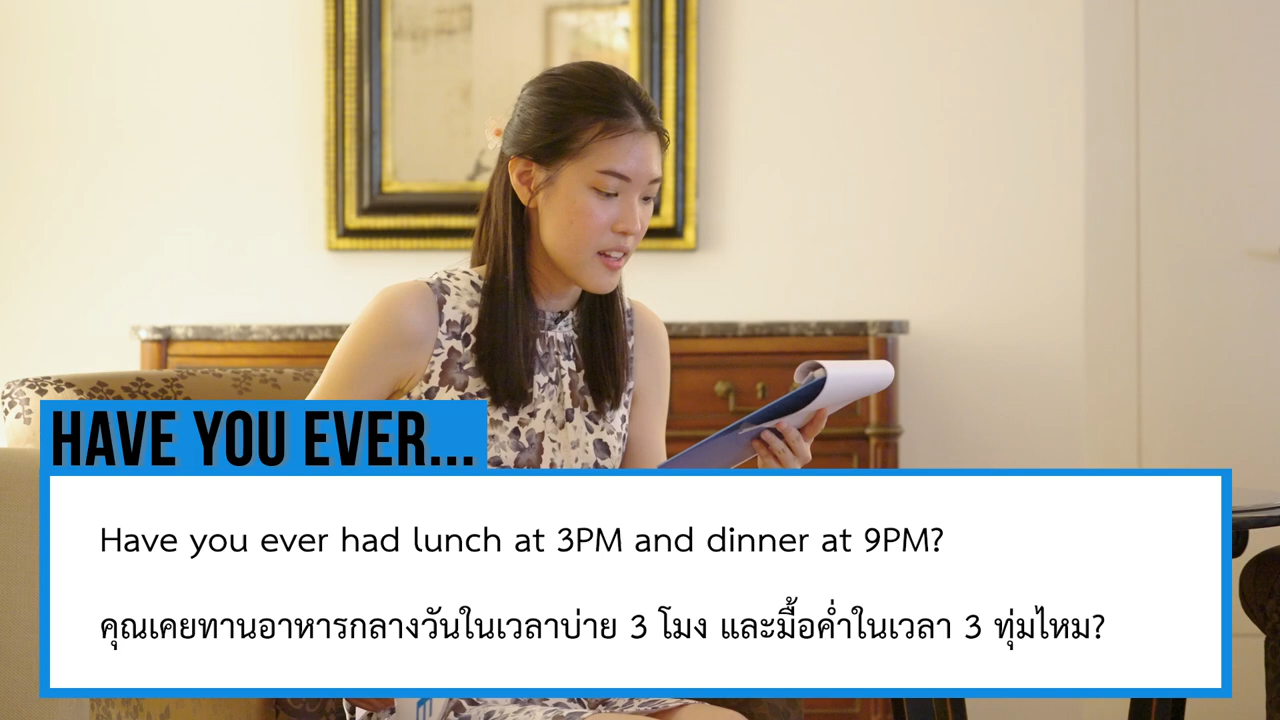 HAVE YOU EVER...
Have you ever had lunch at 3PM and dinner at 9PM?
คุณเคยทานอาหารกลางวันในเวลาบ่าย 3 โมง และมื้อค่ำในเวลา 3 ทุ่มไหม?